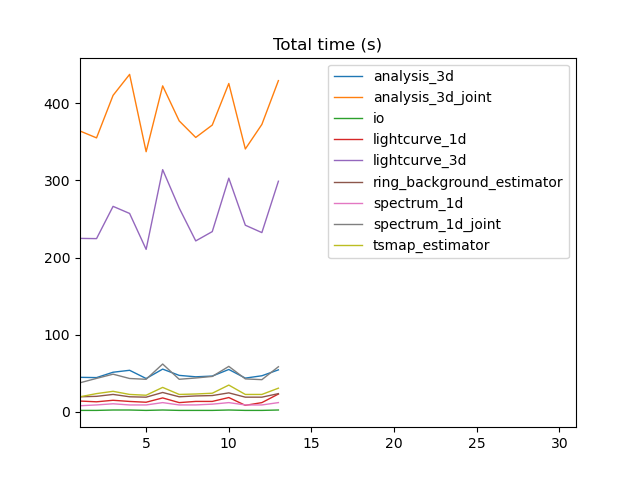 Total time (s)
400
300
200
100
0
analysis_3d
analysis_3d_joint
io
lightcurve_1d
lightcurve_3d
ring_background_estimator
spectrum_1d
spectrum_1d_joint
tsmap_estimator
5 10 15 20 25 30